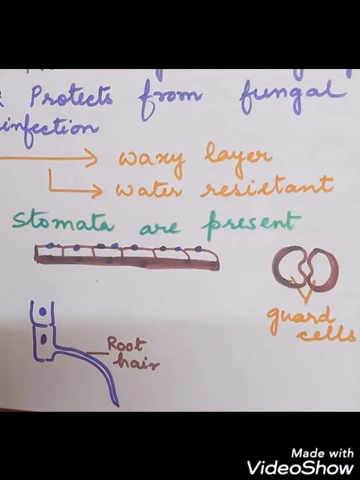 Protects from fungal
infection
waxy layer
water resistant
Stomata are present
guard
cells
Root
hair
Made with
VideoShow